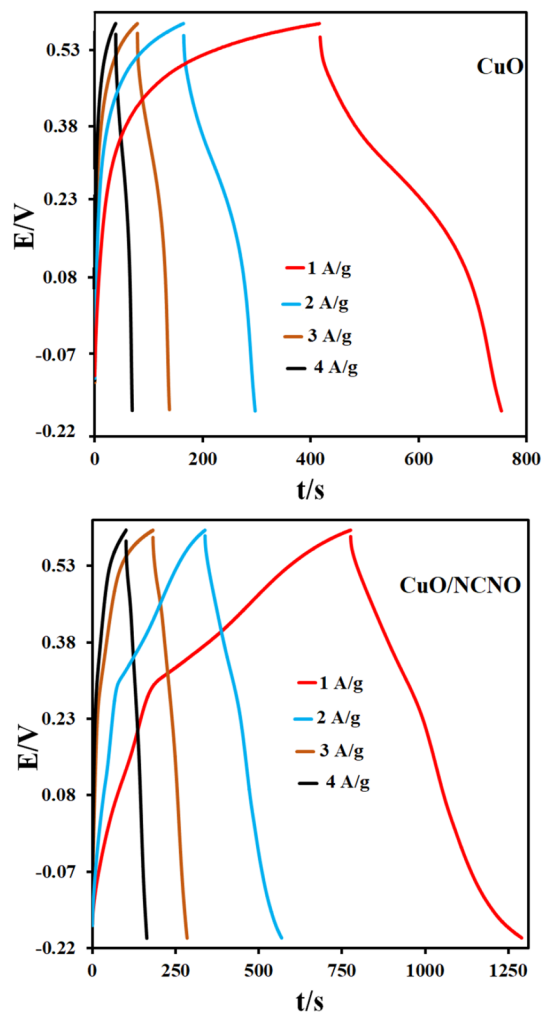 CuO
0.53
0.38
0.23
0.08
-0.07
-0.22
E/V
1 A/g
2 A/g
3 A/g
4 A/g
0 200 400 600 800
t/s
CuO/NCNO
0.53
0.38
0.23
0.08
-0.07
-0.22
E/V
1 A/g
2 A/g
3 A/g
4 A/g
0 250 500 750 1000 1250
t/s